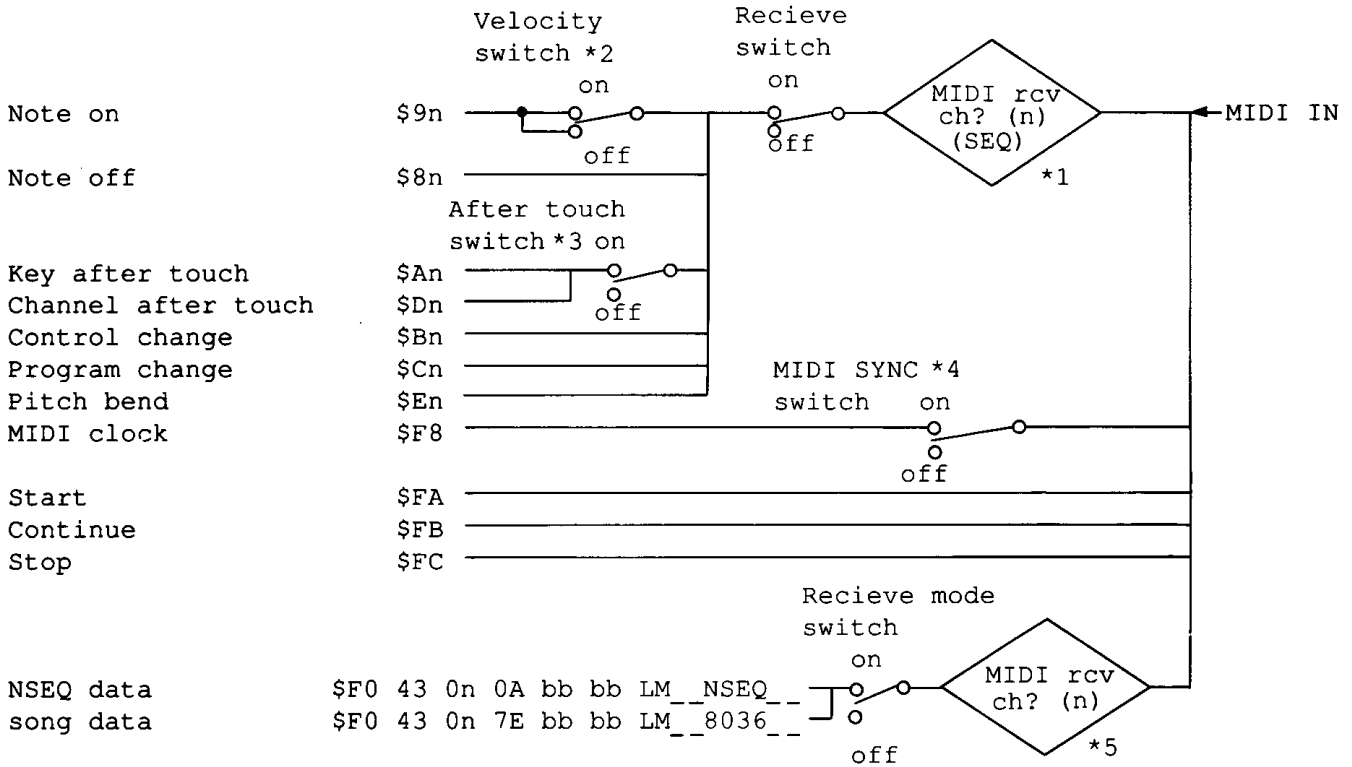 Velocity
switch *2
on
off
Recieve
switch
on
off
MIDI rcv
ch? (n)
(SEQ)
*1
MIDI IN
Note on $9n
Note off $8n
After touch
switch *3 on
off
Key after touch $An
Channel after touch $Dn
Control change $Bn
Program change $Cn
Pitch bend $En
MIDI clock $F8
MIDI SYNC *4
switch on
off
Start $FA
Continue $FB
Stop $FC
Recieve mode
switch
on
off
MIDI rcv
ch? (n)
*5
NSEQ data $F0 43 0n 0A bb bb LM__NSEQ__
song data $F0 43 0n 7E bb bb LM__8036__